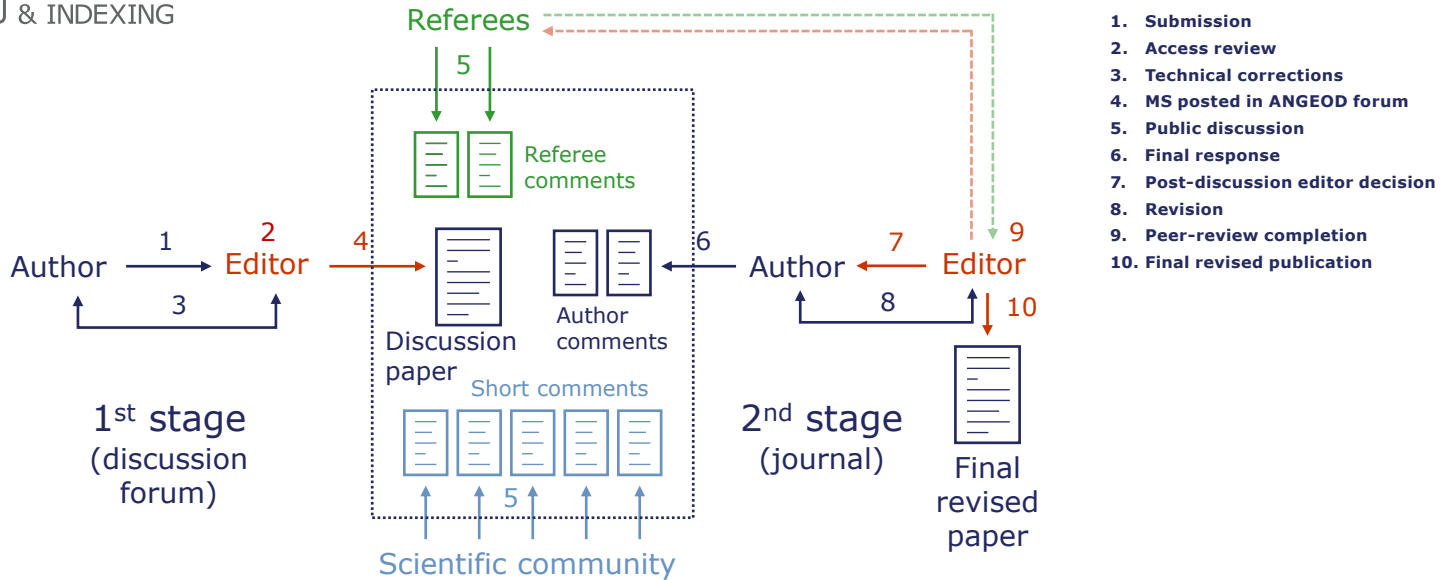 & INDEXING
Referees
5
Referee
comments
1
2
4
Author
Editor
3
Discussion
paper
Author
comments
6
Author
7
9
Editor
8
10
Short comments
5
Scientific community
1st stage
(discussion
forum)
2nd stage
(journal)
Final
revised
paper
1. Submission
2. Access review
3. Technical corrections
4. MS posted in ANGEOD forum
5. Public discussion
6. Final response
7. Post-discussion editor decision
8. Revision
9. Peer-review completion
10. Final revised publication